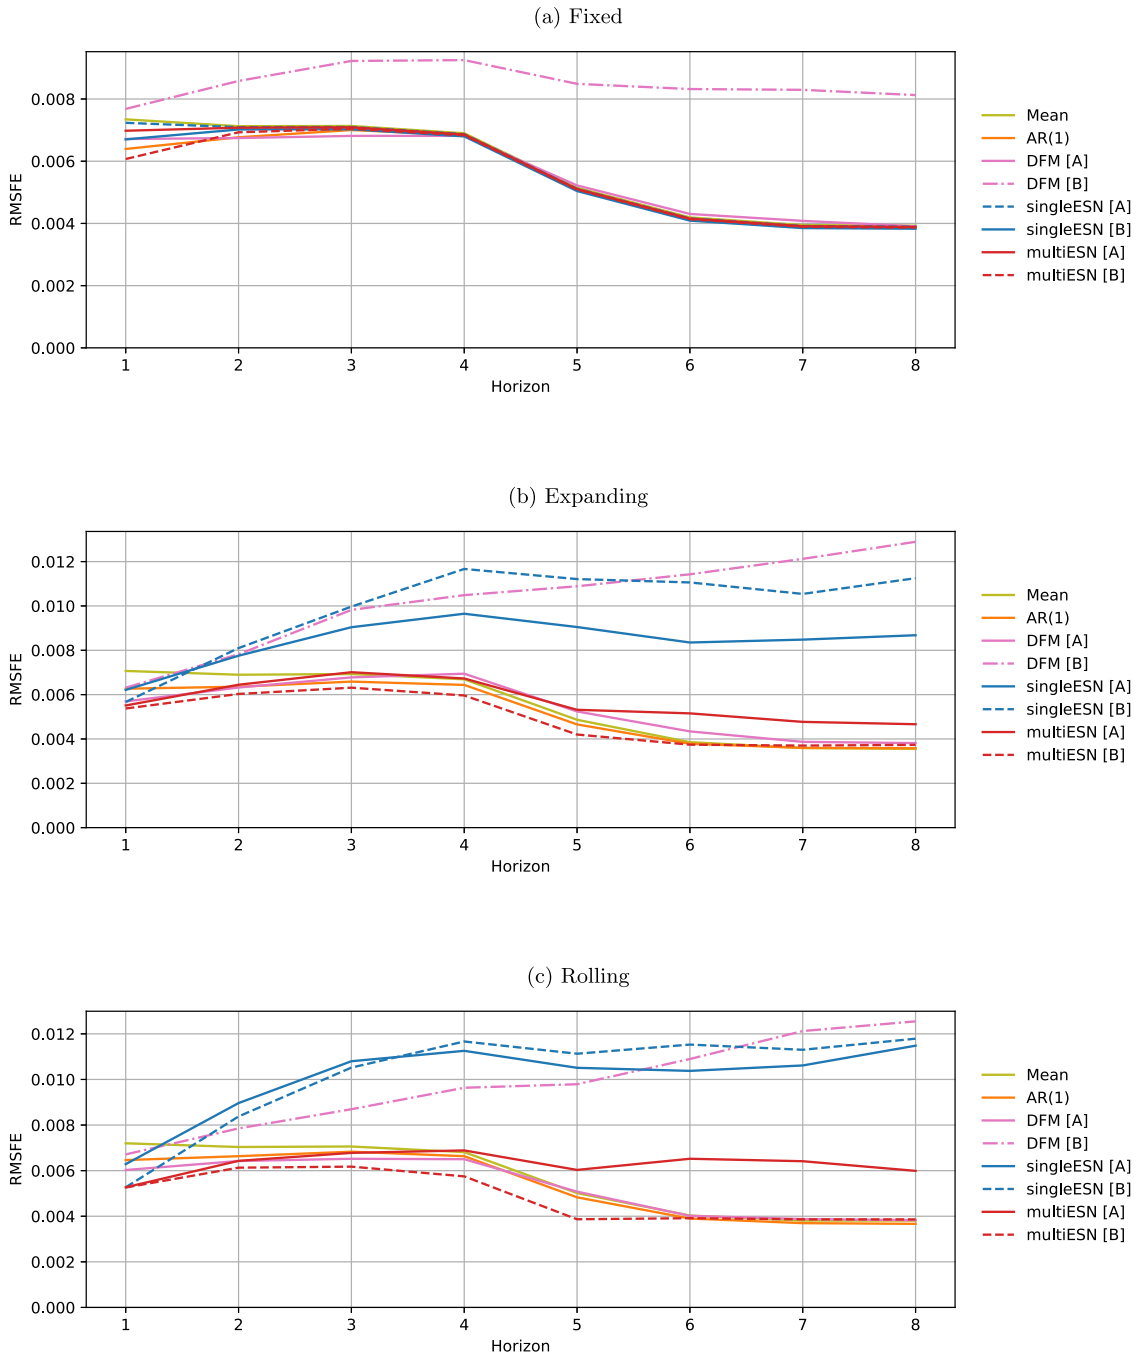 (a) Fixed
0.008
0.006
0.004
0.002
0.000
RMSFE
1 2 3 4 5 6 7 8
Horizon
Mean
AR(1)
DFM [A]
DFM [B]
singleESN [A]
singleESN [B]
multiESN [A]
multiESN [B]
(b) Expanding
0.012
0.010
0.008
0.006
0.004
0.002
0.000
RMSFE
1 2 3 4 5 6 7 8
Horizon
Mean
AR(1)
DFM [A]
DFM [B]
singleESN [A]
singleESN [B]
multiESN [A]
multiESN [B]
(c) Rolling
0.012
0.010
0.008
0.006
0.004
0.002
0.000
RMSFE
1 2 3 4 5 6 7 8
Horizon
Mean
AR(1)
DFM [A]
DFM [B]
singleESN [A]
singleESN [B]
multiESN [A]
multiESN [B]